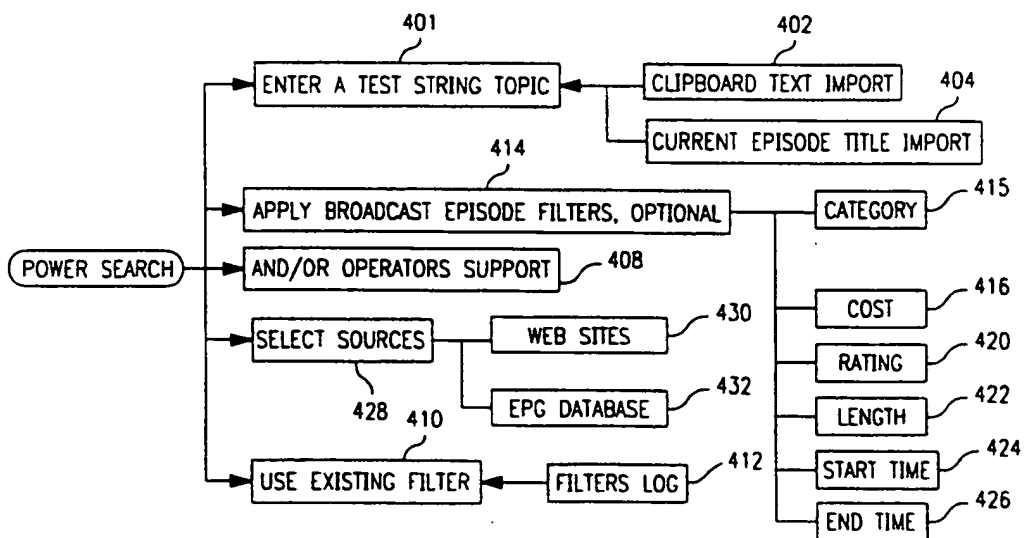 401
402
ENTER A TEST STRING TOPIC
CLIPBOARD TEXT IMPORT
404
CURRENT EPISODE TITLE IMPORT
414
415
APPLY BROADCAST EPISODE FILTERS, OPTIONAL
CATEGORY
POWER SEARCH
AND/OR OPERATORS SUPPORT
408
416
COST
SELECT SOURCES
WEB SITES
430
420
RATING
428
EPG DATABASE
432
422
LENGTH
410
USE EXISTING FILTER
FILTERS LOG
412
424
START TIME
426
END TIME